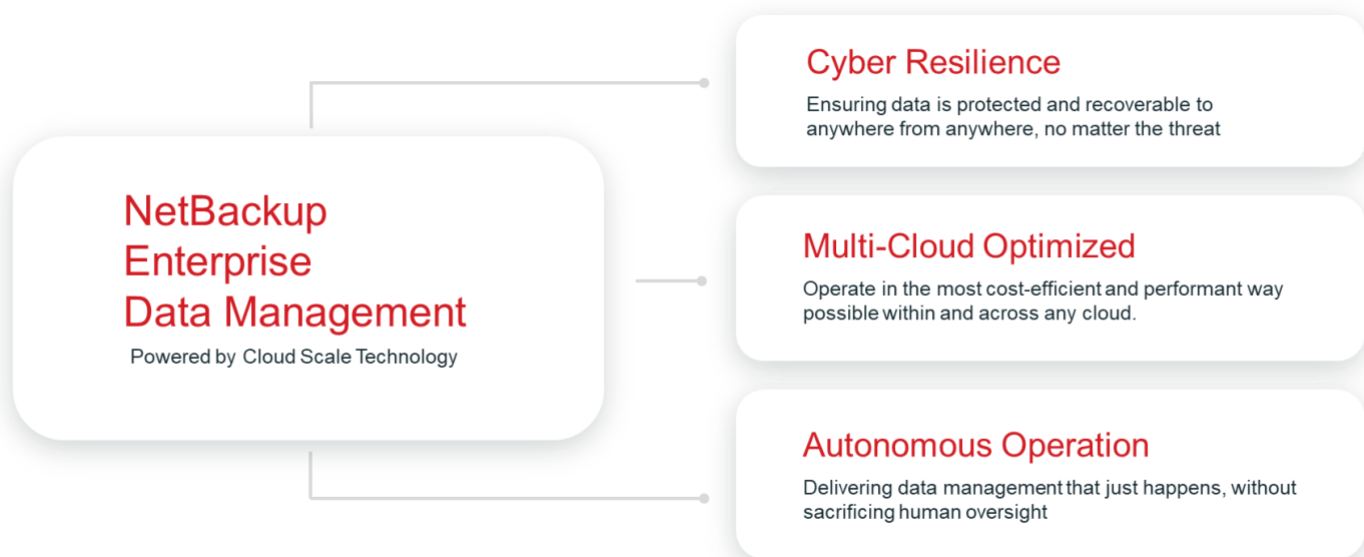 NetBackup
Enterprise
Data Management
Powered by Cloud Scale Technology
Cyber Resilience
Ensuring data is protected and recoverable to
anywhere from anywhere, no matter the threat
Multi-Cloud Optimized
Operate in the most cost-efficient and performant way
possible within and across any cloud.
Autonomous Operation
Delivering data management that just happens, without
sacrificing human oversight